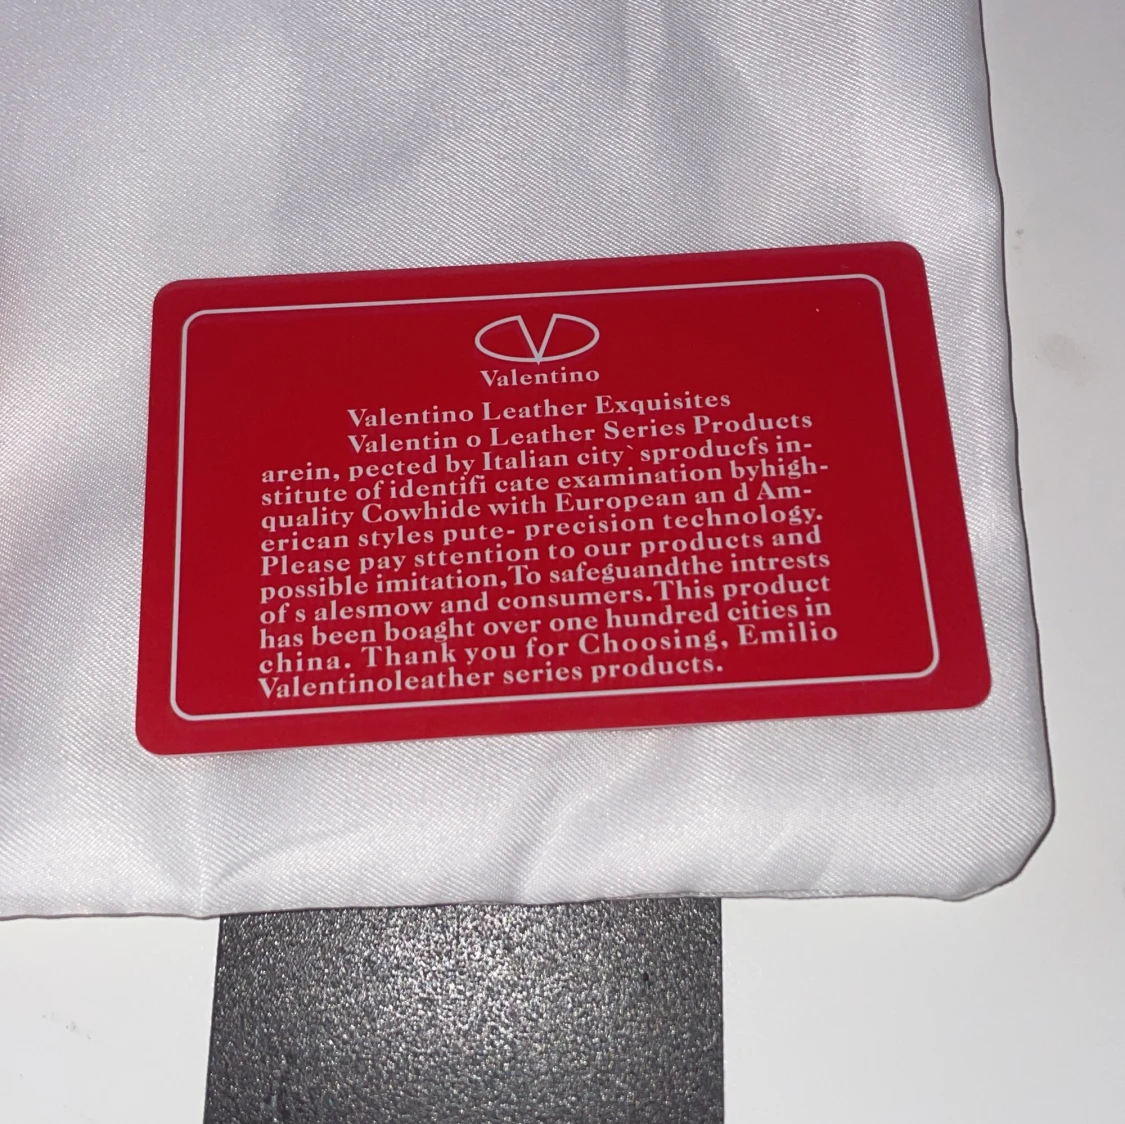 Valentino
Valentino Leather Exquisites
Valentin o Leather Series Products
arein, pected by Italian city`sproducfs in-
stitute of identifi cate examination byhigh-
quality Cowhide with European an d Am-
erican styles pute- precision technology.
Please pay sttention to our products and
possible imitation,To safeguandthe intrests
of s alesmow and consumers.This product
has been boaght over one hundred cities in
china. Thank you for Choosing, Emilio
Valentinoleather series products.